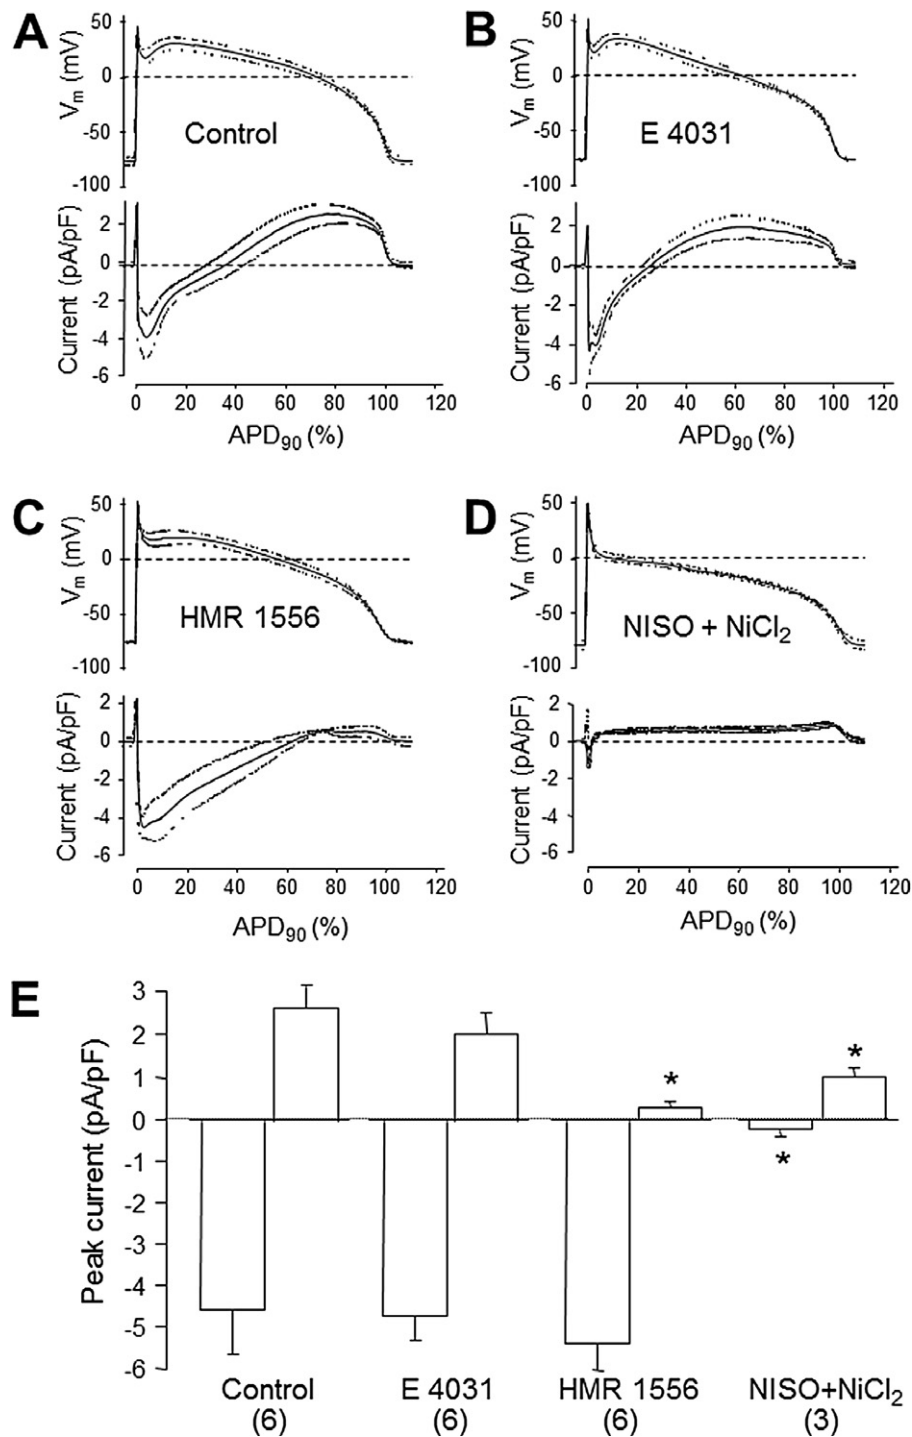 A
50
0
-50
-100
V_m (mV)
Control
2
0
-2
-4
-6
Current (pA/pF)
0 20 40 60 80 100 120
APD₉₀ (%)
B
50
0
-50
-100
V_m (mV)
E 4031
2
0
-2
-4
-6
Current (pA/pF)
0 20 40 60 80 100 120
APD₉₀ (%)
C
50
0
-50
-100
V_m (mV)
HMR 1556
2
0
-2
-4
-6
Current (pA/pF)
0 20 40 60 80 100 120
APD₉₀ (%)
D
50
0
-50
-100
V_m (mV)
NISO + NiCl₂
2
0
-2
-4
-6
Current (pA/pF)
0 20 40 60 80 100 120
APD₉₀ (%)
E
3
2
1
0
-1
-2
-3
-4
-5
-6
Peak current (pA/pF)
* *
*
Control E 4031 HMR 1556 NISO+NiCl₂
(6) (6) (6) (3)